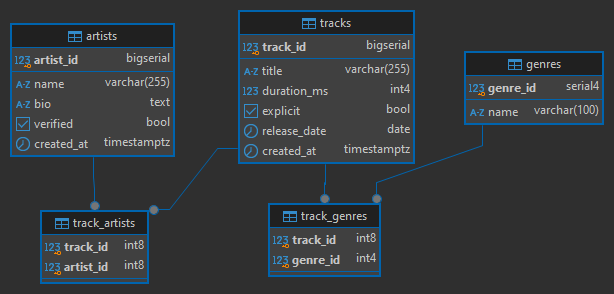 artists
123 artist_id bigserial
A-Z name varchar(255)
A-Z bio text
verified bool
created_at timestamptz
tracks
123 track_id bigserial
A-Z title varchar(255)
123 duration_ms int4
explicit bool
release_date date
created_at timestamptz
genres
123 genre_id serial4
A-Z name varchar(100)
track_artists
123 track_id int8
123 artist_id int8
track_genres
123 track_id int8
123 genre_id int4